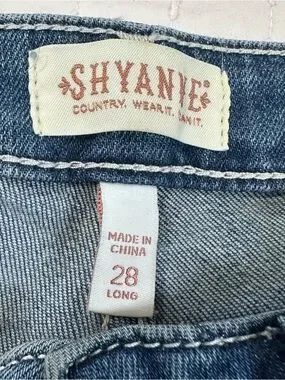 SHYANNE
COUNTRY. WEAR IT. OWN IT.
MADE IN
CHINA
28
LONG